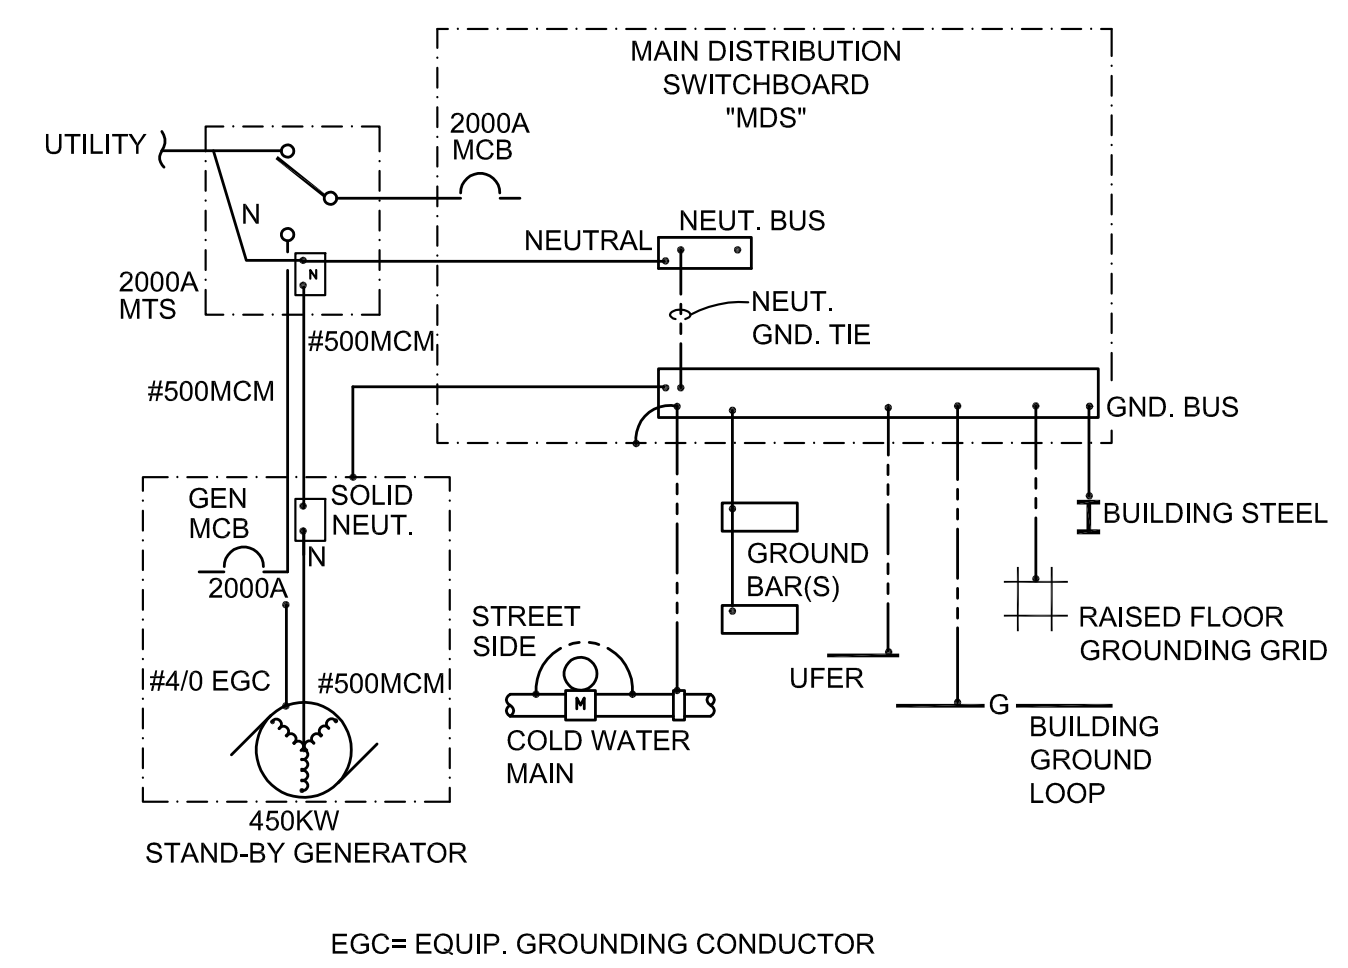 MAIN DISTRIBUTION
SWITCHBOARD
"MDS"
UTILITY
2000A
MCB
N
NEUT. BUS
NEUTRAL
N
2000A
MTS
NEUT.
GND. TIE
#500MCM
#500MCM
GND. BUS
GEN
MCB
SOLID
NEUT.
N
2000A
BUILDING STEEL
GROUND
BAR(S)
STREET
SIDE
RAISED FLOOR
GROUNDING GRID
#4/0 EGC
#500MCM
UFER
M
G
COLD WATER
MAIN
BUILDING
GROUND
LOOP
450KW
STAND-BY GENERATOR
EGC= EQUIP. GROUNDING CONDUCTOR